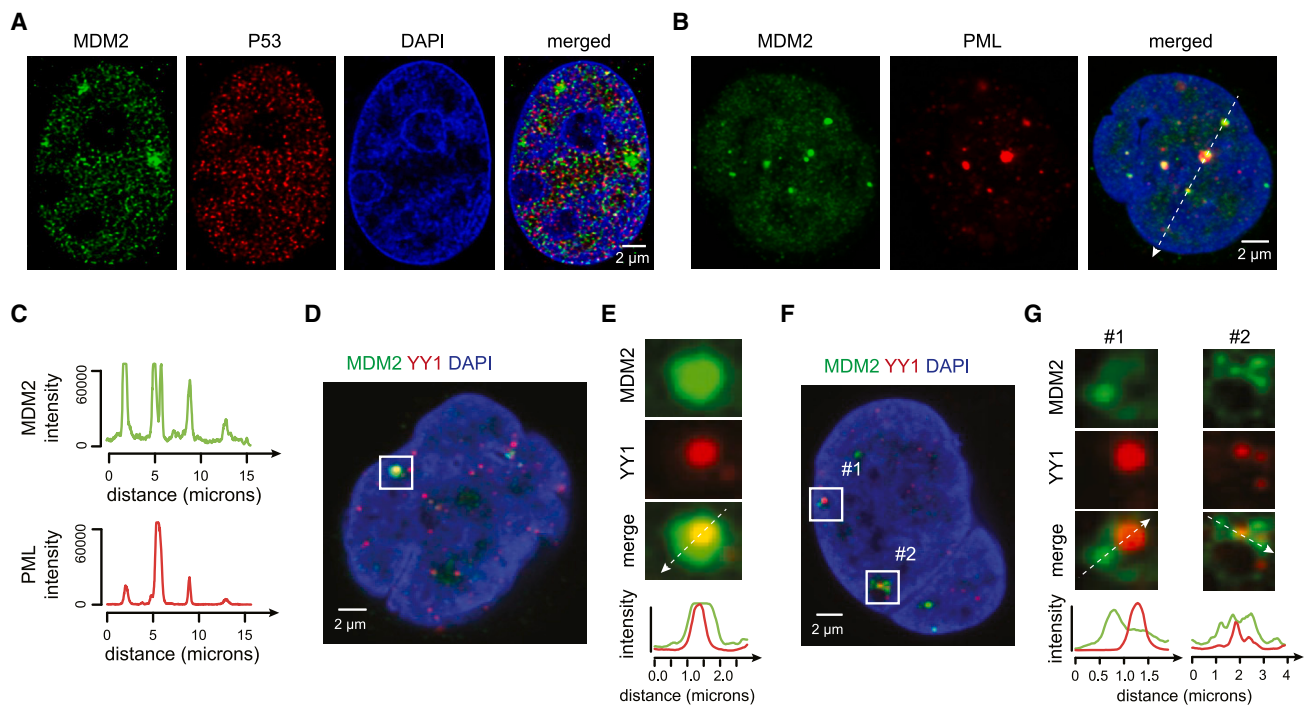 A
MDM2 P53 DAPI merged
2 µm
B
MDM2 PML merged
2 µm
C
MDM2
intensity
60000
0
0 5 10 15
distance (microns)
PML
intensity
60000
0
0 5 10 15
distance (microns)
D
MDM2 YY1 DAPI
2 µm
E
MDM2
YY1
merge
intensity
0.0 1.0 2.0
distance (microns)
F
MDM2 YY1 DAPI
#1
#2
2 µm
G
#1 #2
MDM2
YY1
merge
intensity
0 0.5 1.0 1.5
0 1 2 3 4
distance (microns)